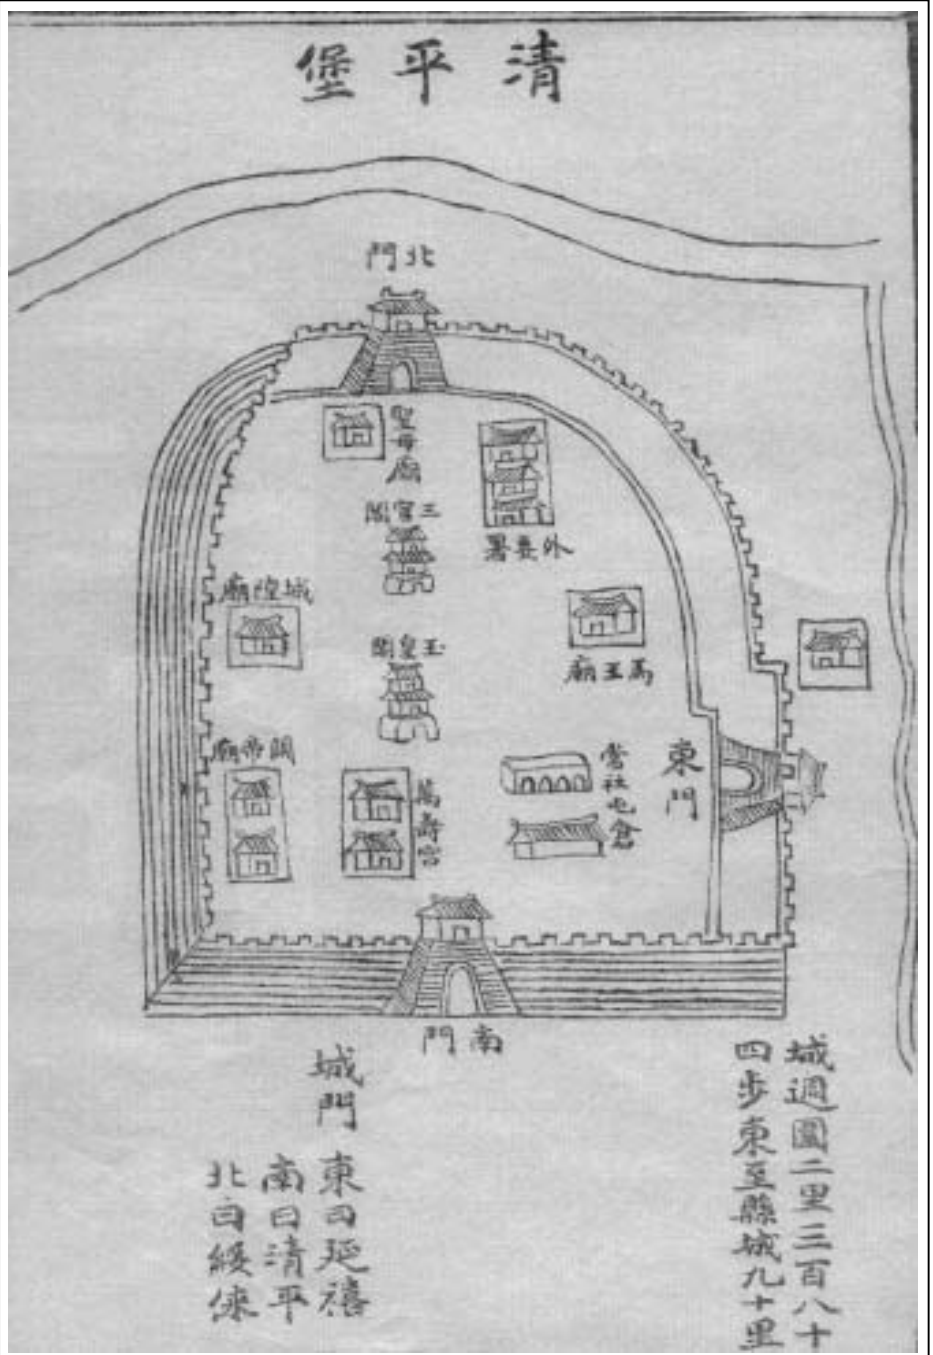 清平堡
北門
聖母廟
三官閣
外委署
城隍廟
玉皇閣
馬王廟
關帝廟
萬壽宮
營社屯倉
東門
南門
城週圍二里三百八十
四步東至縣城九十里
城門
東曰延禧
南曰清平
北曰綏倈